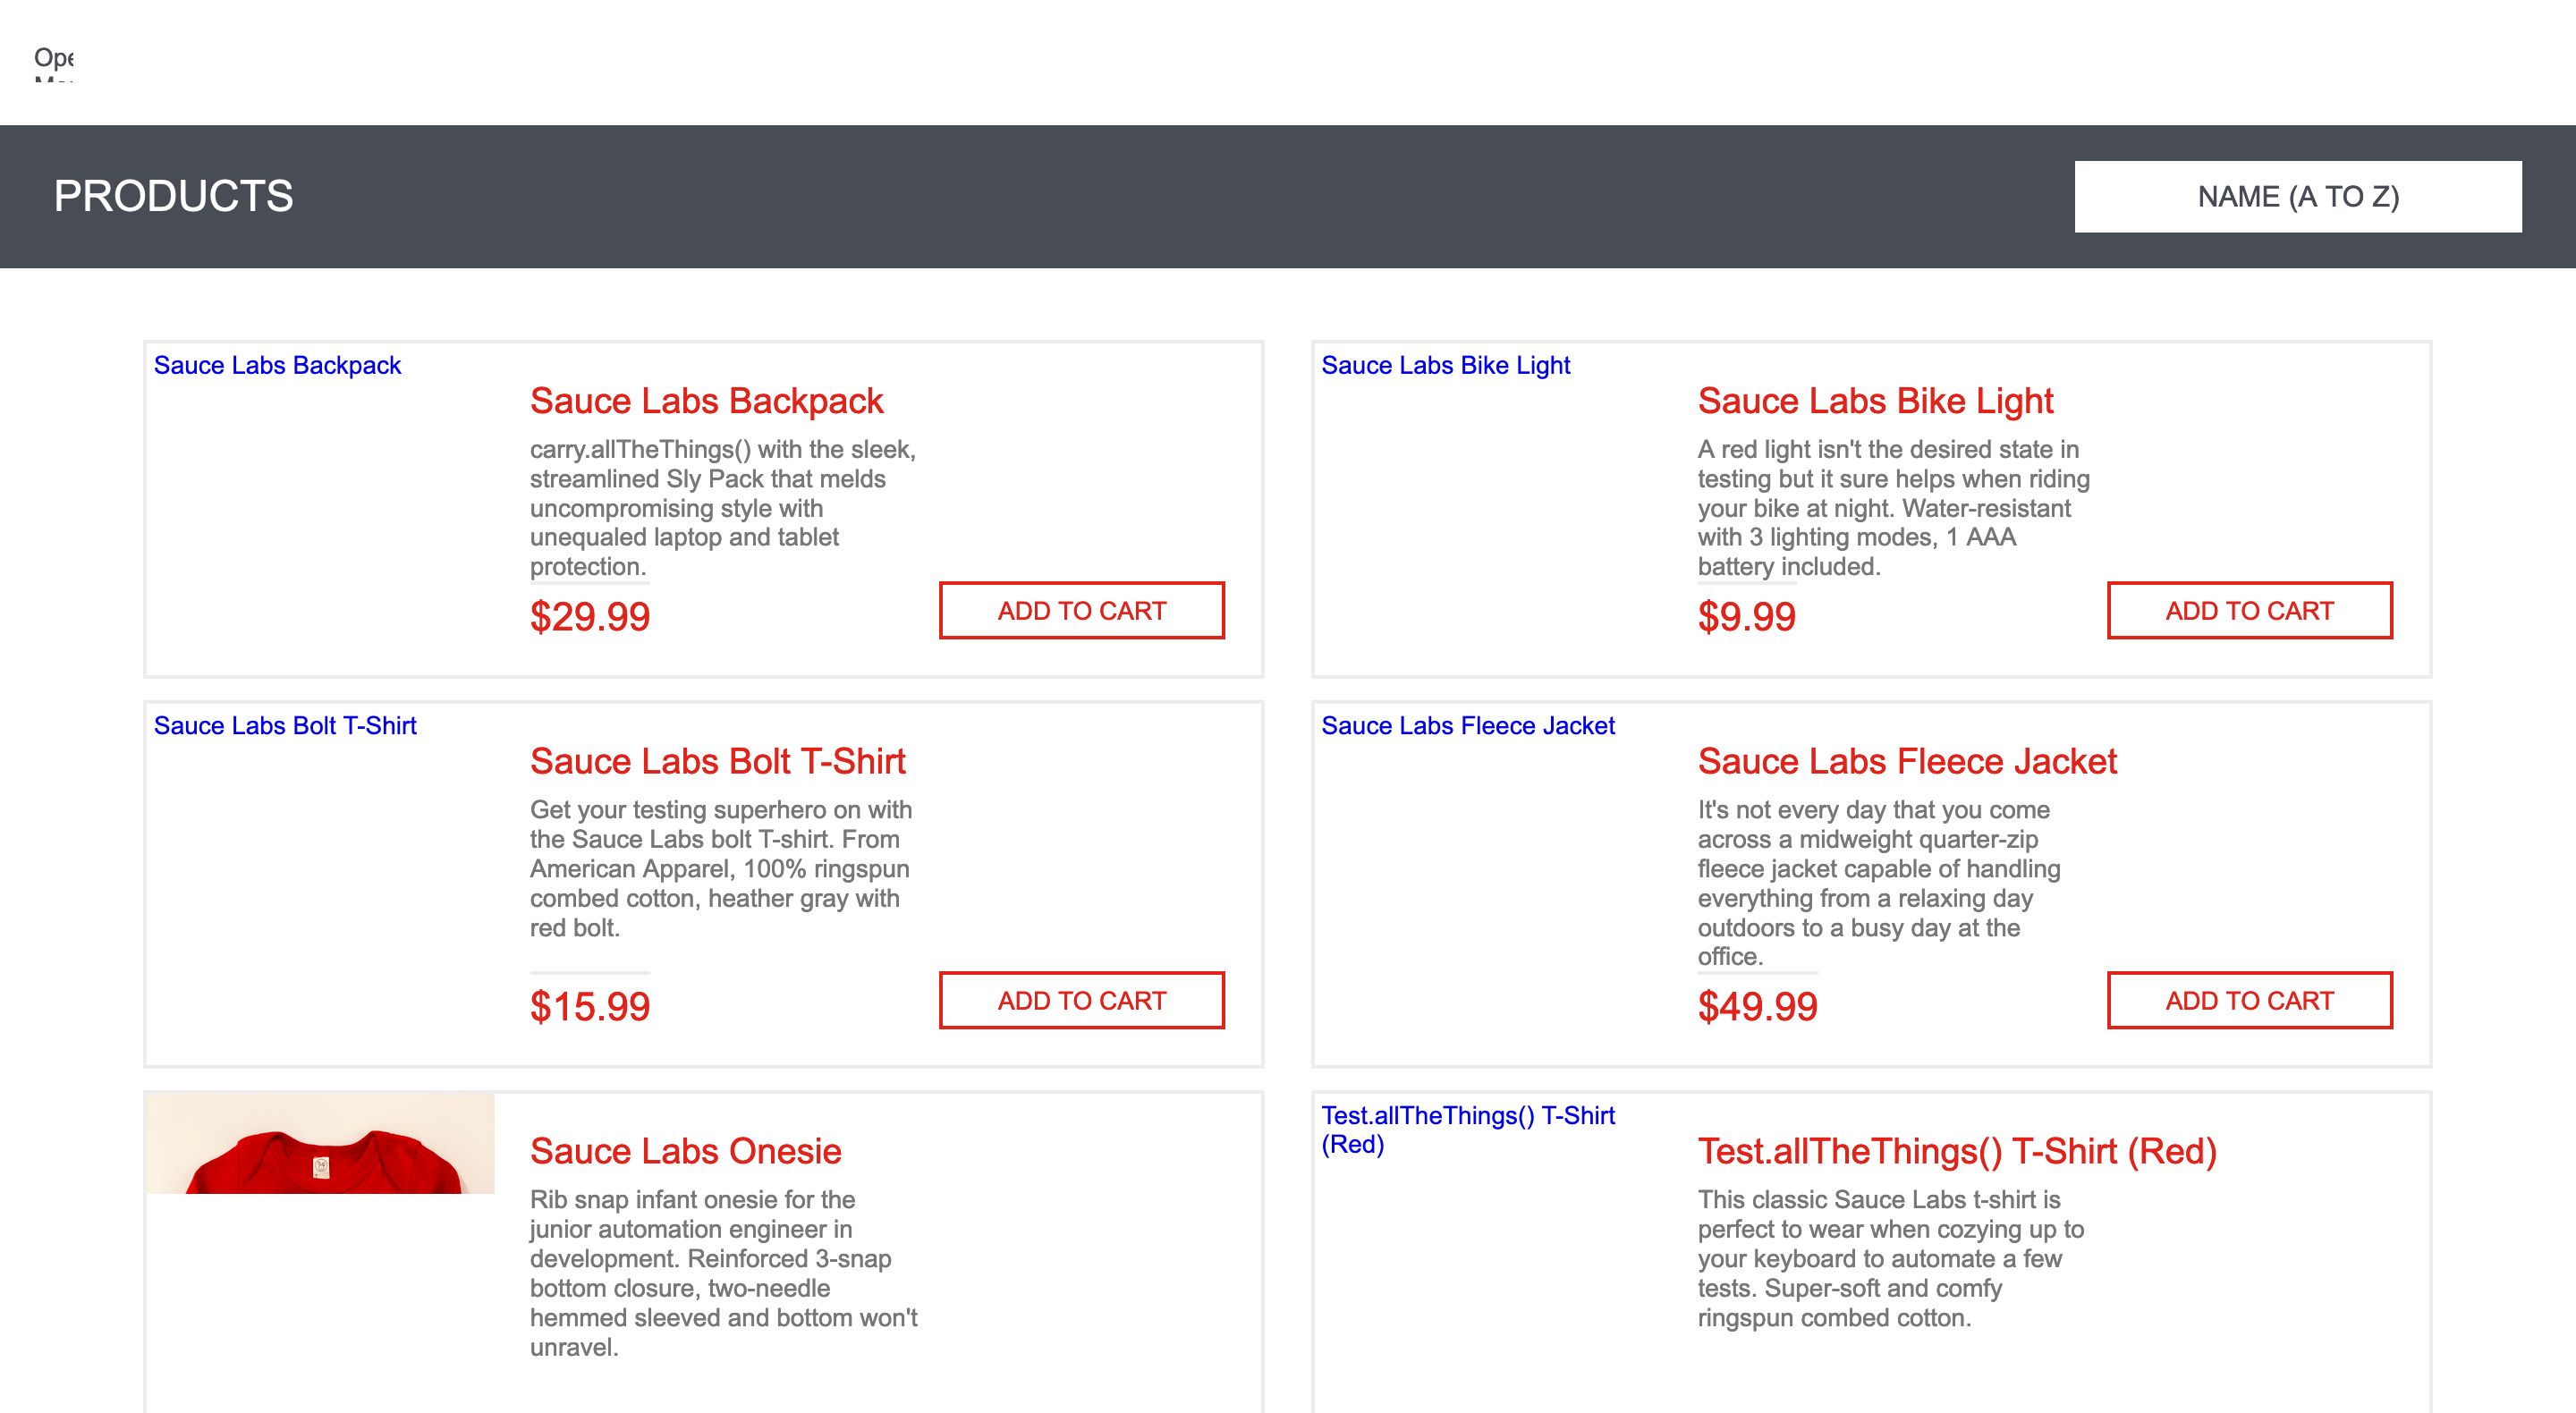 Ope
PRODUCTS
NAME (A TO Z)
Sauce Labs Backpack
Sauce Labs Backpack
carry.allTheThings() with the sleek,
streamlined Sly Pack that melds
uncompromising style with
unequaled laptop and tablet
protection.
$29.99
ADD TO CART
Sauce Labs Bike Light
Sauce Labs Bike Light
A red light isn't the desired state in
testing but it sure helps when riding
your bike at night. Water-resistant
with 3 lighting modes, 1 AAA
battery included.
$9.99
ADD TO CART
Sauce Labs Bolt T-Shirt
Sauce Labs Bolt T-Shirt
Get your testing superhero on with
the Sauce Labs bolt T-shirt. From
American Apparel, 100% ringspun
combed cotton, heather gray with
red bolt.
$15.99
ADD TO CART
Sauce Labs Fleece Jacket
Sauce Labs Fleece Jacket
It's not every day that you come
across a midweight quarter-zip
fleece jacket capable of handling
everything from a relaxing day
outdoors to a busy day at the
office.
$49.99
ADD TO CART
Sauce Labs Onesie
Rib snap infant onesie for the
junior automation engineer in
development. Reinforced 3-snap
bottom closure, two-needle
hemmed sleeved and bottom won't
unravel.
Test.allTheThings() T-Shirt
(Red)
Test.allTheThings() T-Shirt (Red)
This classic Sauce Labs t-shirt is
perfect to wear when cozying up to
your keyboard to automate a few
tests. Super-soft and comfy
ringspun combed cotton.